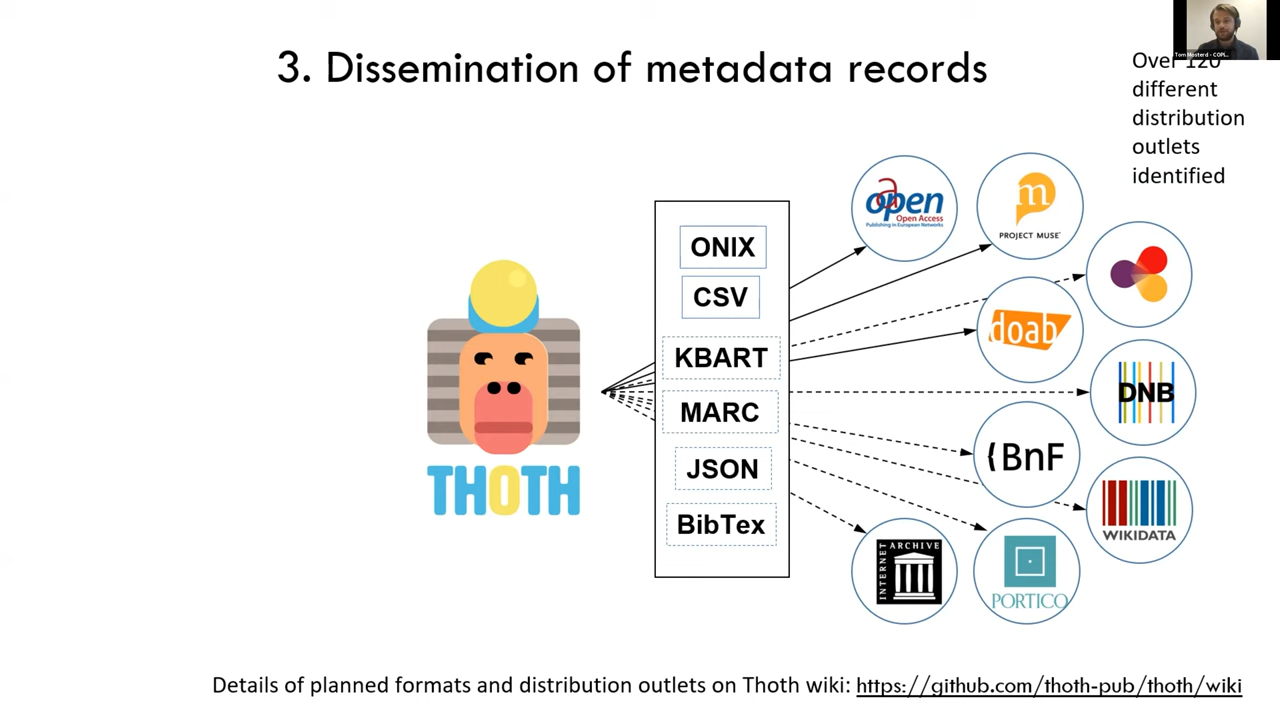 3. Dissemination of metadata records
Over 120
different
distribution
outlets
identified
ONIX
CSV
KBART
MARC
JSON
BibTex
THOTH
open
Open Access
Publishing in European Networks
m
PROJECT MUSE
doab
DNB
{BnF
WIKIDATA
INTERNET ARCHIVE
PORTICO
Details of planned formats and distribution outlets on Thoth wiki: https://github.com/thoth-pub/thoth/wiki